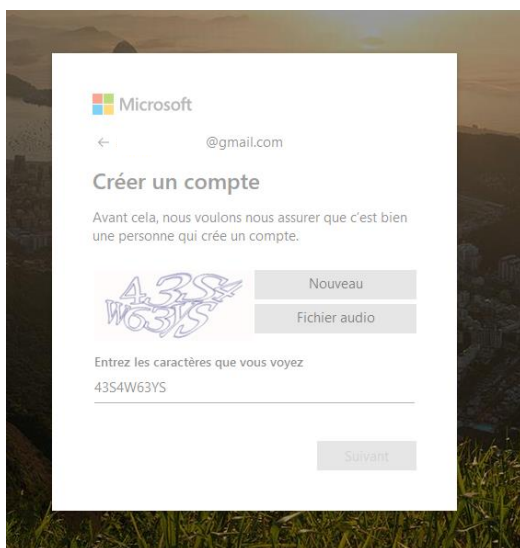 Microsoft
← @gmail.com
Créer un compte
Avant cela, nous voulons nous assurer que c'est bien
une personne qui crée un compte.
Nouveau
Fichier audio
Entrez les caractères que vous voyez
43S4W63YS
Suivant